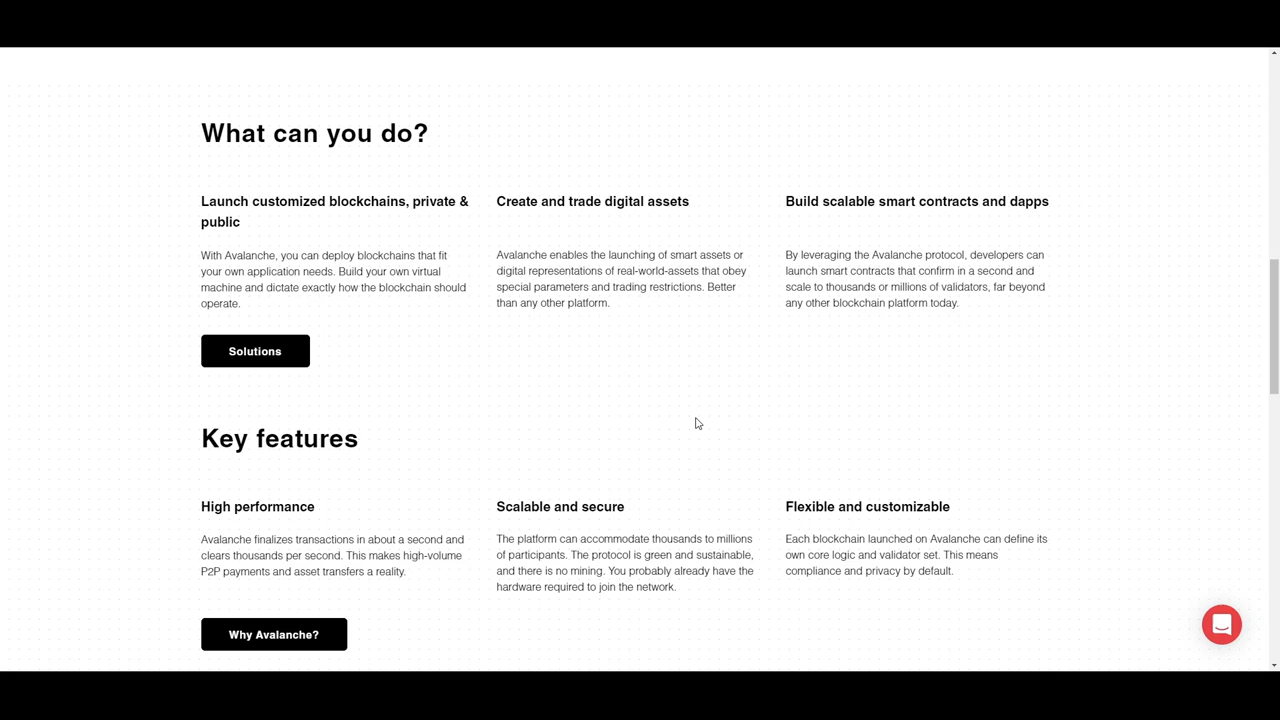 What can you do?
Launch customized blockchains, private &
public
With Avalanche, you can deploy blockchains that fit
your own application needs. Build your own virtual
machine and dictate exactly how the blockchain should
operate.
Solutions
Create and trade digital assets
Avalanche enables the launching of smart assets or
digital representations of real-world-assets that obey
special parameters and trading restrictions. Better
than any other platform.
Build scalable smart contracts and dapps
By leveraging the Avalanche protocol, developers can
launch smart contracts that confirm in a second and
scale to thousands or millions of validators, far beyond
any other blockchain platform today.
Key features
High performance
Avalanche finalizes transactions in about a second and
clears thousands per second. This makes high-volume
P2P payments and asset transfers a reality.
Why Avalanche?
Scalable and secure
The platform can accommodate thousands to millions
of participants. The protocol is green and sustainable,
and there is no mining. You probably already have the
hardware required to join the network.
Flexible and customizable
Each blockchain launched on Avalanche can define its
own core logic and validator set. This means
compliance and privacy by default.